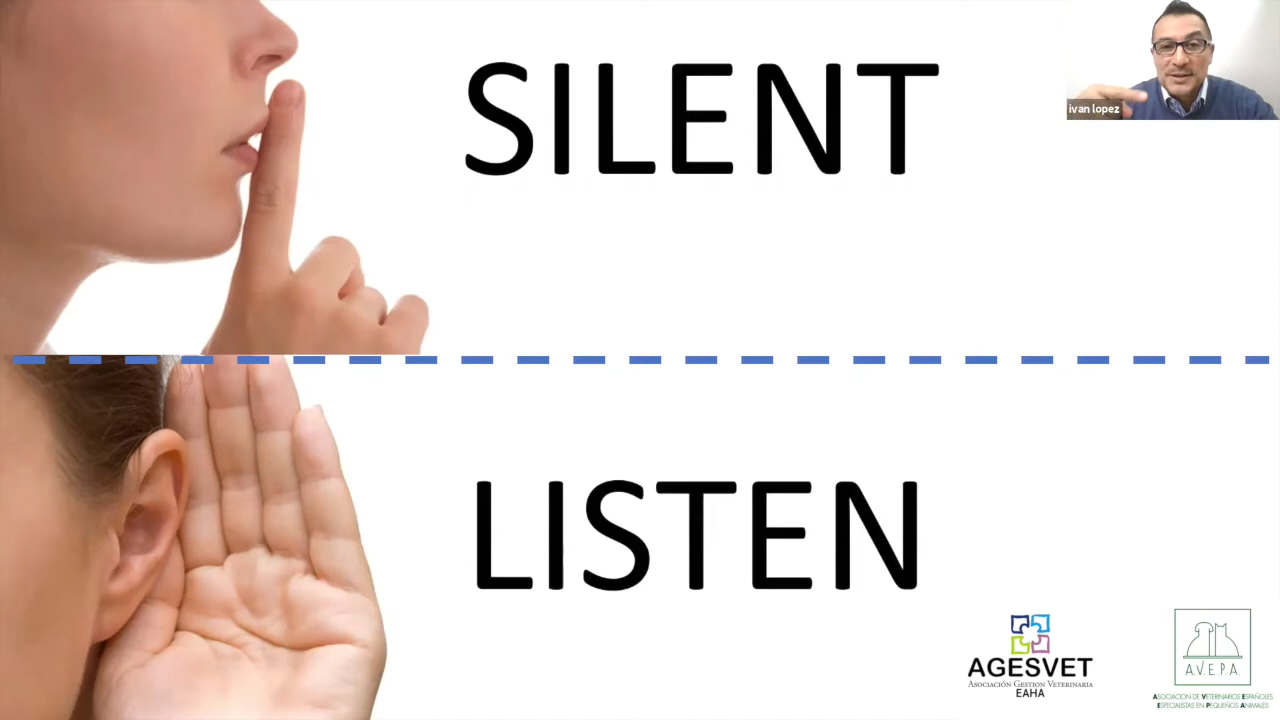 SILENT
ivan lopez
LISTEN
AGESVET
ASOCIACIÓN GESTION VETERINARIA
EAHA
A.V.E.P.A.
ASOCIACION DE VETERINARIOS ESPAÑOLES
ESPECIALISTAS EN PEQUEÑOS ANIMALES